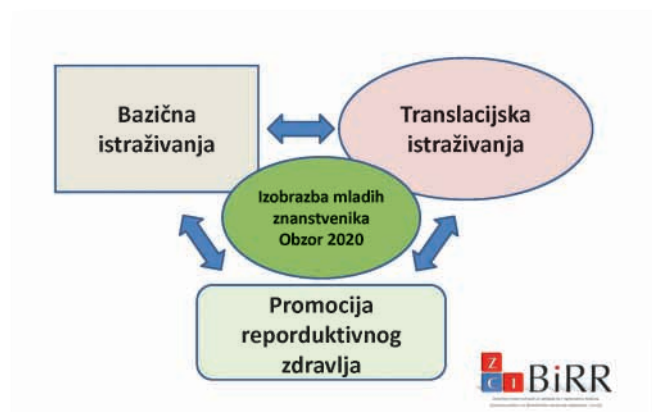 Bazična
istraživanja
Translacijska
istraživanja
Izobrazba mladih
znanstvenika
Obzor 2020
Promocija
reporduktivnog
zdravlja
Z
C I BiRR